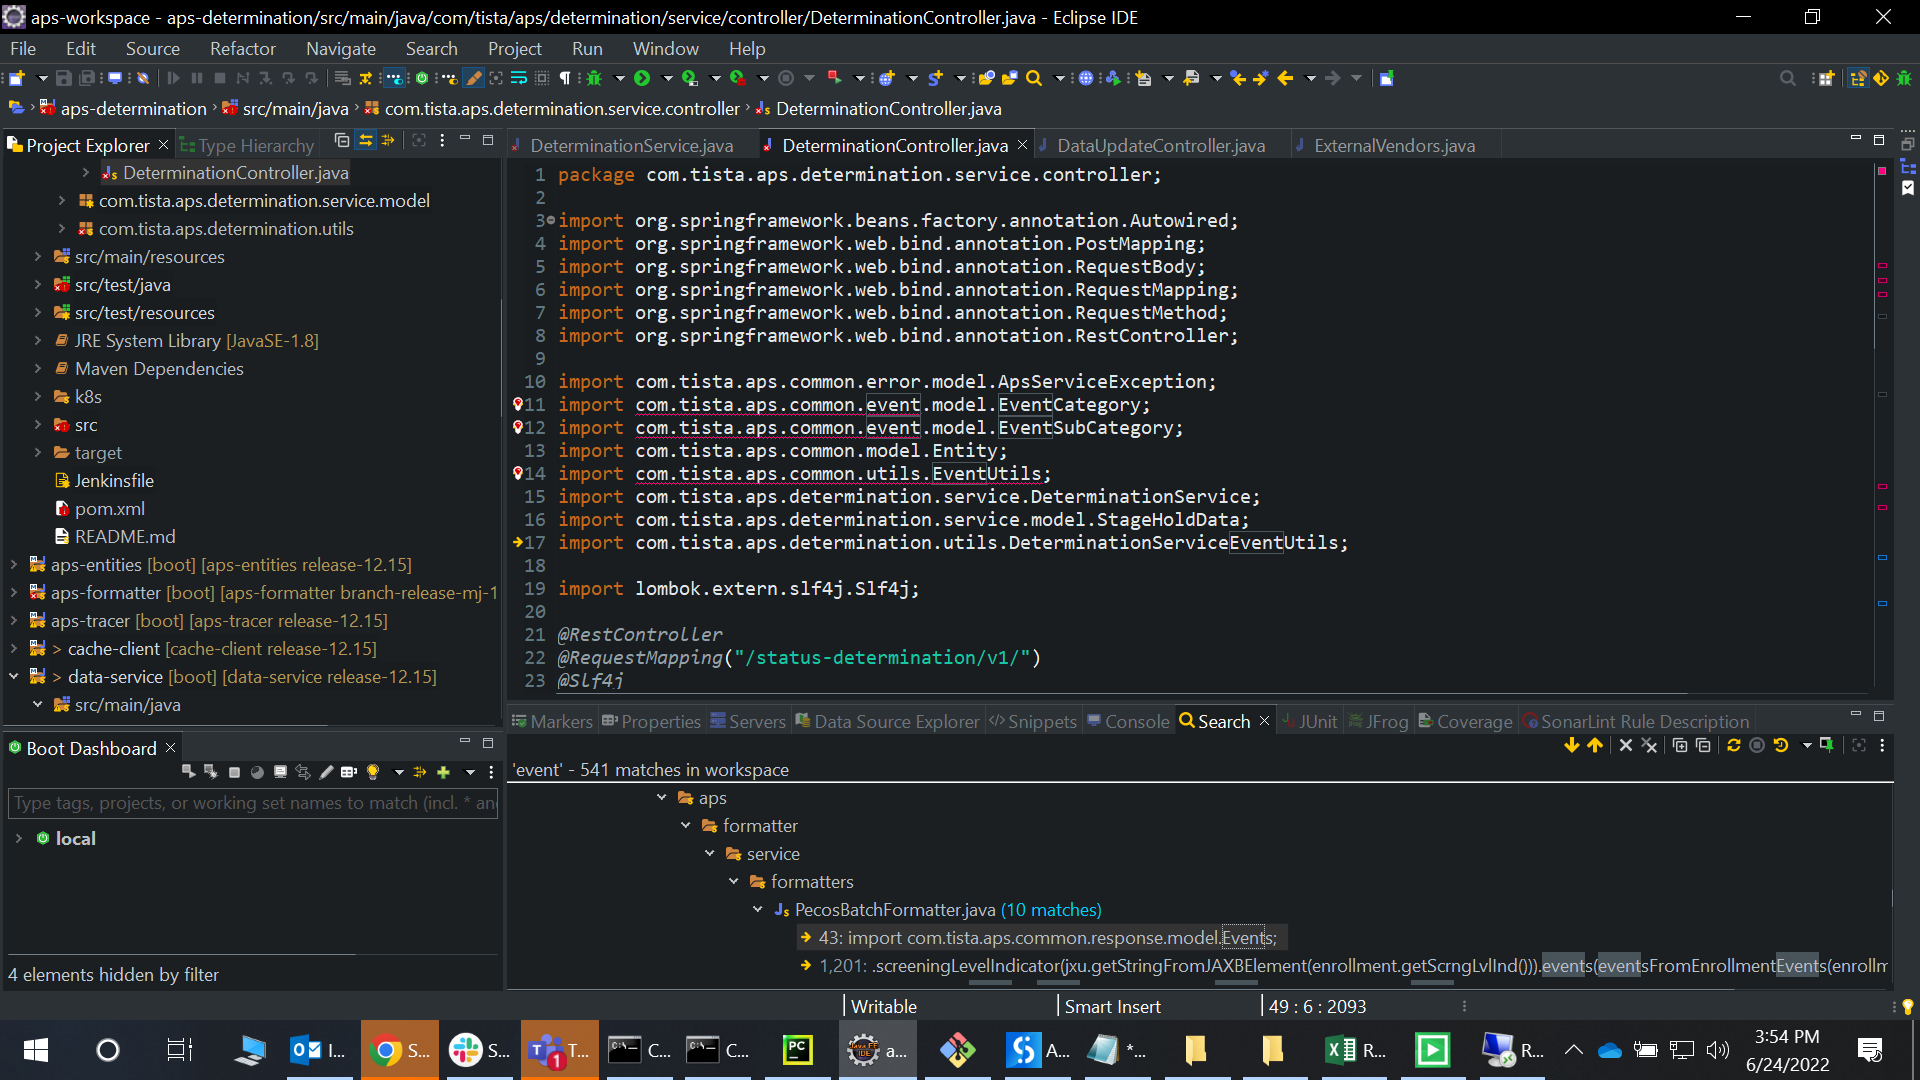 aps-workspace - aps-determination/src/main/java/com/tista/aps/determination/service/controller/DeterminationController.java - Eclipse IDE
File Edit Source Refactor Navigate Search Project Run Window Help
aps-determination src/main/java com.tista.aps.determination.service.controller DeterminationController.java
Project Explorer Type Hierarchy
DeterminationController.java
com.tista.aps.determination.service.model
com.tista.aps.determination.utils
src/main/resources
src/test/java
src/test/resources
JRE System Library [JavaSE-1.8]
Maven Dependencies
k8s
src
target
Jenkinsfile
pom.xml
README.md
aps-entities [boot] [aps-entities release-12.15]
aps-formatter [boot] [aps-formatter branch-release-mj-1
aps-tracer [boot] [aps-tracer release-12.15]
> cache-client [cache-client release-12.15]
> data-service [boot] [data-service release-12.15]
src/main/java
Boot Dashboard
Type tags, projects, or working set names to match (incl. * an
local
4 elements hidden by filter
DeterminationService.java DeterminationController.java DataUpdateController.java ExternalVendors.java
1 package com.tista.aps.determination.service.controller;
2
3 import org.springframework.beans.factory.annotation.Autowired;
4 import org.springframework.web.bind.annotation.PostMapping;
5 import org.springframework.web.bind.annotation.RequestBody;
6 import org.springframework.web.bind.annotation.RequestMapping;
7 import org.springframework.web.bind.annotation.RequestMethod;
8 import org.springframework.web.bind.annotation.RestController;
9
10 import com.tista.aps.common.error.model.ApsServiceException;
11 import com.tista.aps.common.event.model.EventCategory;
12 import com.tista.aps.common.event.model.EventSubCategory;
13 import com.tista.aps.common.model.Entity;
14 import com.tista.aps.common.utils.EventUtils;
15 import com.tista.aps.determination.service.DeterminationService;
16 import com.tista.aps.determination.service.model.StageHoldData;
17 import com.tista.aps.determination.utils.DeterminationServiceEventUtils;
18
19 import lombok.extern.slf4j.Slf4j;
20
21 @RestController
22 @RequestMapping("/status-determination/v1/")
23 @Slf4j
Markers Properties Servers Data Source Explorer Snippets Console Search JUnit JFrog Coverage SonarLint Rule Description
'event' - 541 matches in workspace
aps
formatter
service
formatters
PecosBatchFormatter.java (10 matches)
43: import com.tista.aps.common.response.model.Events;
1,201: .screeningLevelIndicator(jxu.getStringFromJAXBElement(enrollment.getScrngLvlInd())).events(eventsFromEnrollmentEvents(enrollm
Writable Smart Insert 49 : 6 : 2093
I... S... S... T... 1 C... C... PC a... A... *... R... R... 3:54 PM
6/24/2022